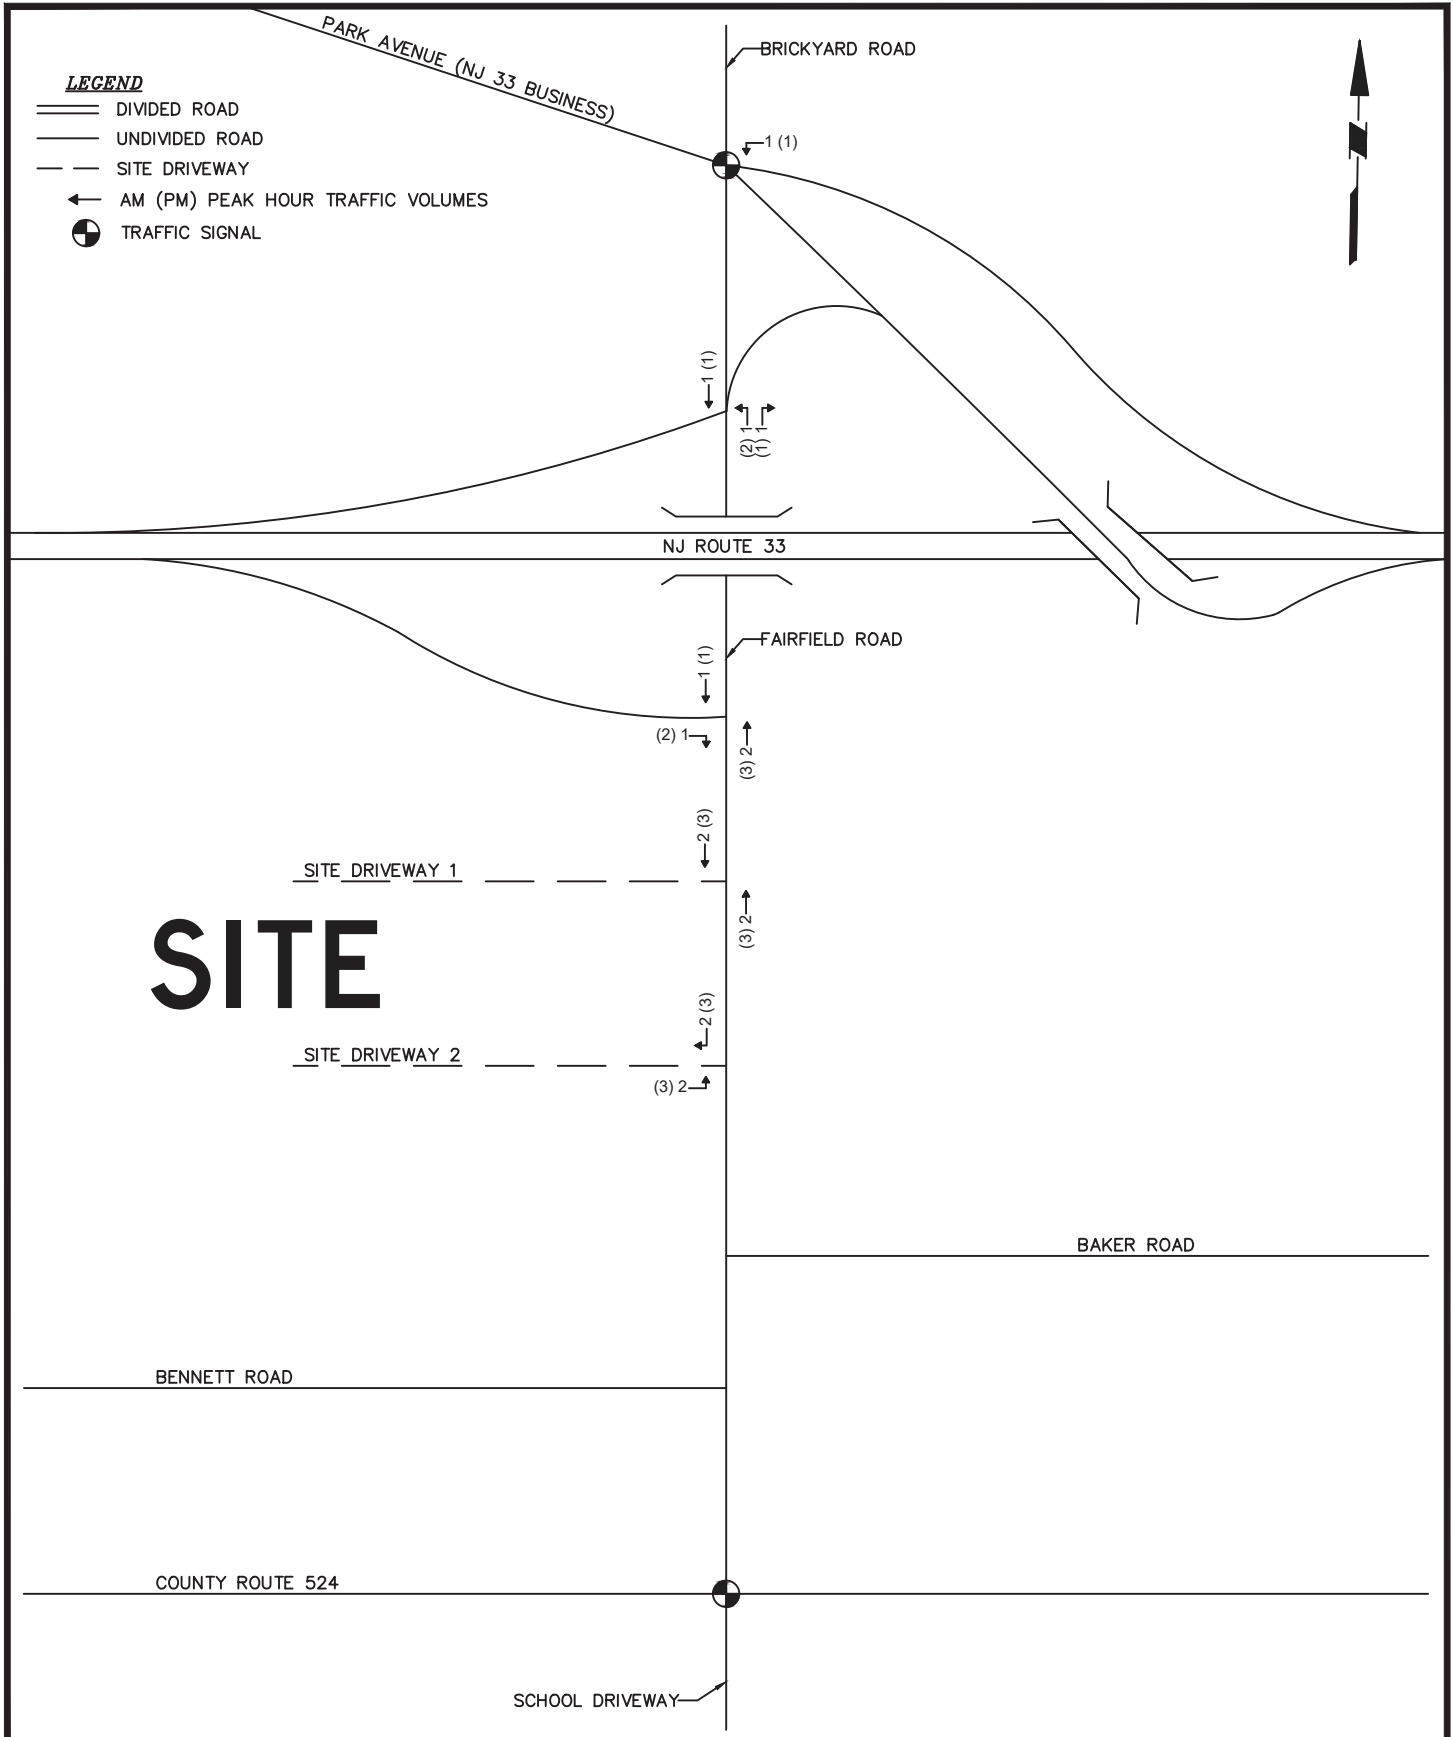 PARK AVENUE (NJ 33 BUSINESS)
BRICKYARD ROAD
LEGEND
DIVIDED ROAD
UNDIVIDED ROAD
SITE DRIVEWAY
AM (PM) PEAK HOUR TRAFFIC VOLUMES
TRAFFIC SIGNAL
1 (1)
1 (1)
(2) 1
(1) 1
NJ ROUTE 33
FAIRFIELD ROAD
1 (1)
(2) 1
(3) 2
2 (3)
SITE DRIVEWAY 1
(3) 2
SITE
2 (3)
SITE DRIVEWAY 2
(3) 2
BAKER ROAD
BENNETT ROAD
COUNTY ROUTE 524
SCHOOL DRIVEWAY